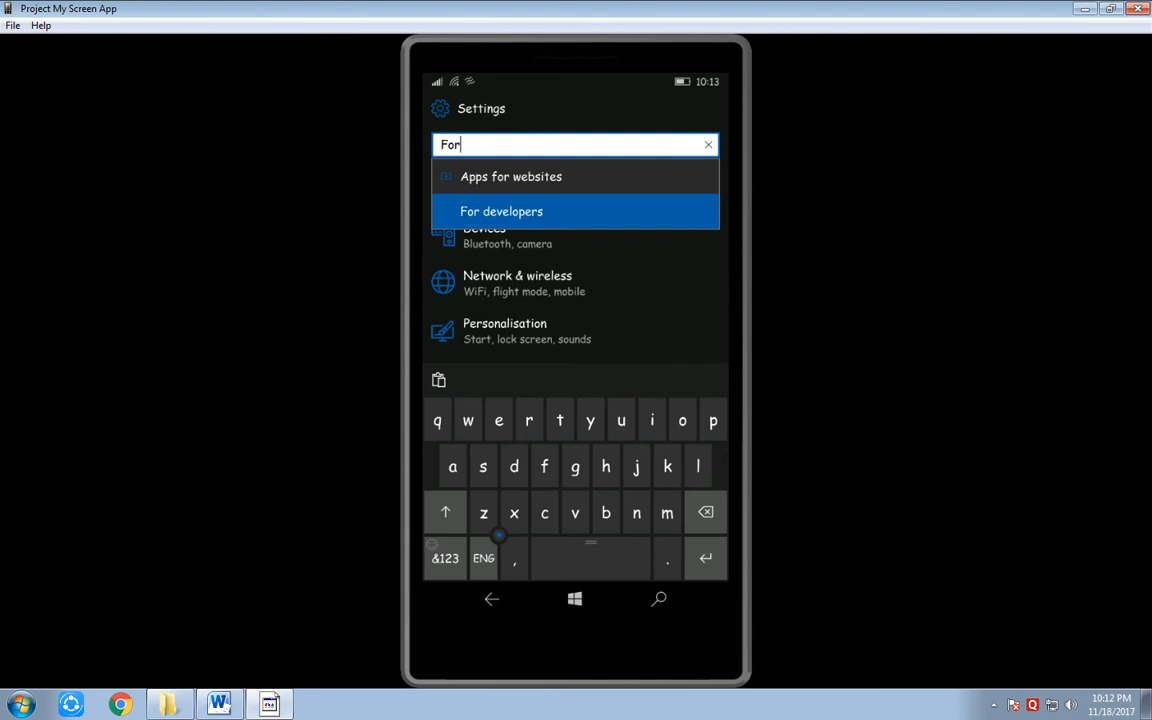 Project My Screen App
File Help
10:13
Settings
For
Apps for websites
For developers
Bluetooth, camera
Network & wireless
WiFi, flight mode, mobile
Personalisation
Start, lock screen, sounds
q w e r t y u i o p
a s d f g h j k l
z x c v b n m
&123 ENG , .
10:12 PM
11/18/2017